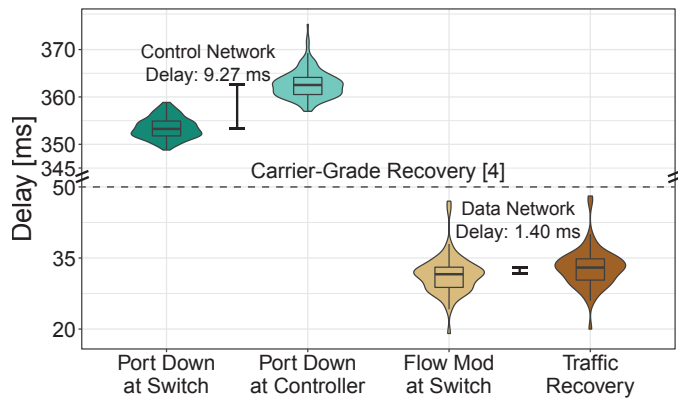 Delay [ms]
370
360
350
345
50
35
20
Control Network
Delay: 9.27 ms
Carrier-Grade Recovery [4]
Data Network
Delay: 1.40 ms
Port Down
at Switch
Port Down
at Controller
Flow Mod
at Switch
Traffic
Recovery